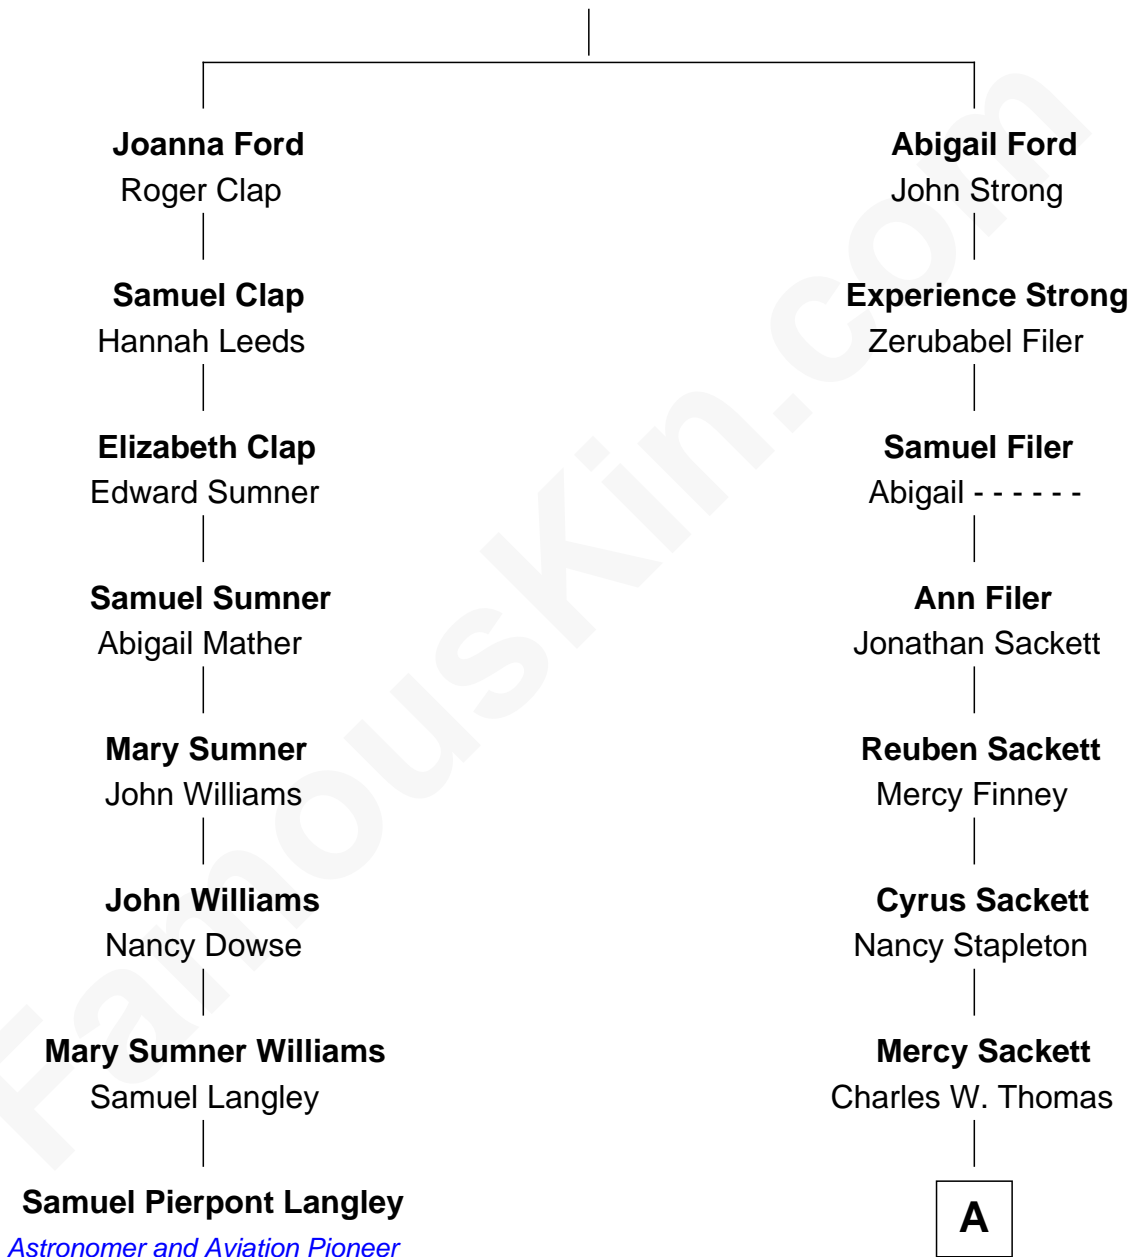 Joanna Ford
Roger Clap
Samuel Clap
Hannah Leeds
Elizabeth Clap
Edward Sumner
Samuel Sumner
Abigail Mather
Mary Sumner
John Williams
John Williams
Nancy Dowse
Mary Sumner Williams
Samuel Langley
Samuel Pierpont Langley
Astronomer and Aviation Pioneer
Abigail Ford
John Strong
Experience Strong
Zerubabel Filer
Samuel Filer
Abigail - - - - - -
Ann Filer
Jonathan Sackett
Reuben Sackett
Mercy Finney
Cyrus Sackett
Nancy Stapleton
Mercy Sackett
Charles W. Thomas
A
FamousKin.com